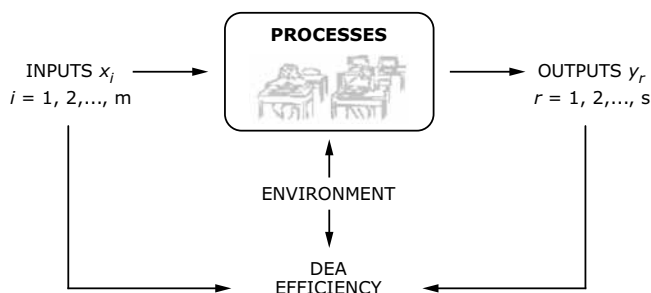 PROCESSES
INPUTS xi
i = 1, 2,..., m
OUTPUTS yr
r = 1, 2,..., s
ENVIRONMENT
DEA
EFFICIENCY